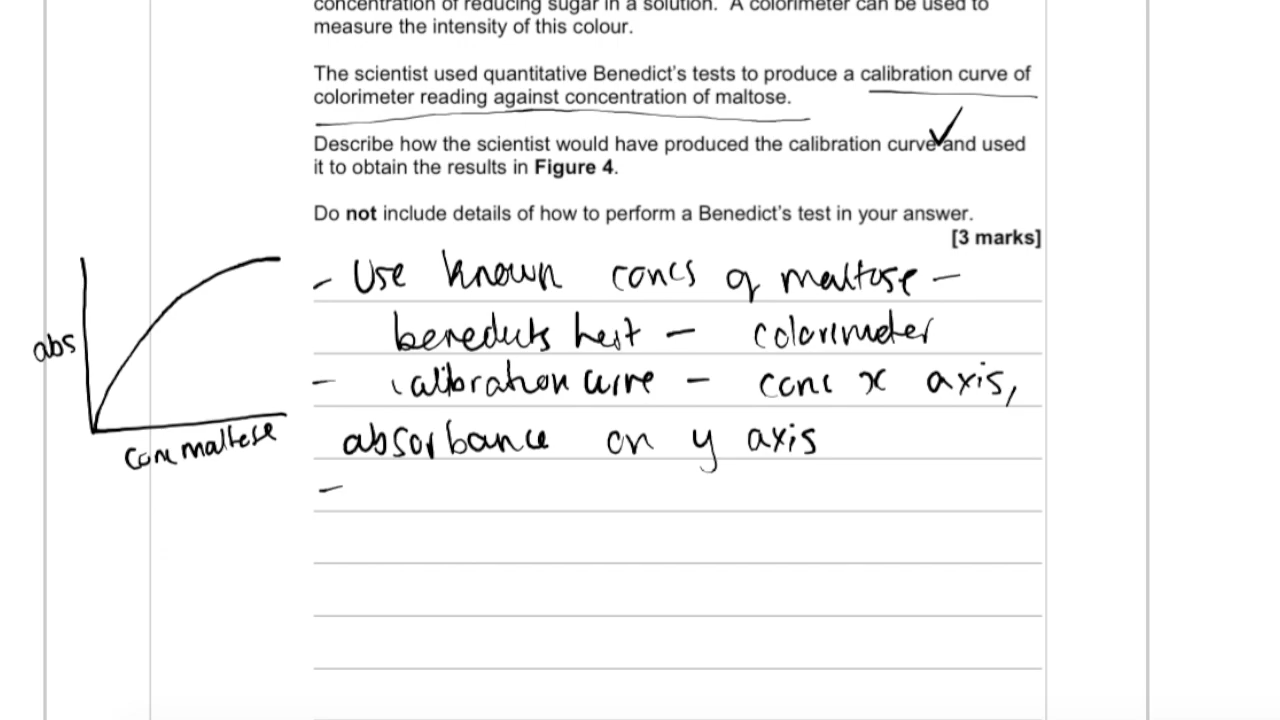 concentration of reducing sugar in a solution. A colorimeter can be used to
measure the intensity of this colour.
The scientist used quantitative Benedict's tests to produce a calibration curve of
colorimeter reading against concentration of maltose.
Describe how the scientist would have produced the calibration curve and used
it to obtain the results in Figure 4.
Do not include details of how to perform a Benedict's test in your answer.
[3 marks]
- Use known concs of maltose -
benedicts test - colorimeter
- calibration curve - conc x axis,
absorbance on y axis
-
abs
conc maltose